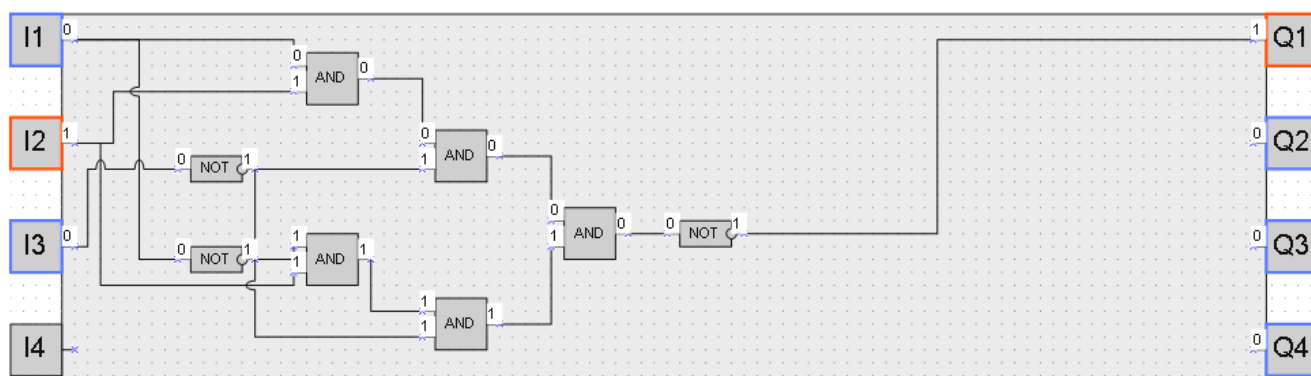 I1 0 1 Q1
0 0
1 AND
I2 1 0 0 0 Q2
0 NOT 1 1 AND
0 0 0 1
1 AND NOT
I3 0 1 1 0 Q3
0 NOT 1 1 AND
1 1
1 AND
I4 0 Q4